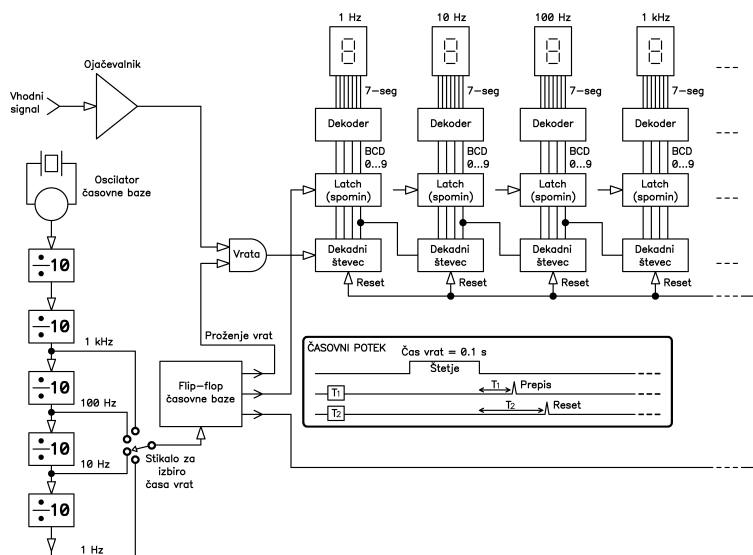 1 Hz
10 Hz
100 Hz
1 kHz
7-seg
7-seg
7-seg
7-seg
Ojačevalnik
Vhodni
signal
Dekoder
Dekoder
Dekoder
Dekoder
BCD
0...9
BCD
0...9
BCD
0...9
BCD
0...9
Oscilator
časovne baze
Latch
(spomin)
Latch
(spomin)
Latch
(spomin)
Latch
(spomin)
Vrata
Dekadni
števec
Dekadni
števec
Dekadni
števec
Dekadni
števec
Reset
Reset
Reset
Reset
÷10
÷10
1 kHz
÷10
100 Hz
÷10
10 Hz
÷10
1 Hz
Proženje vrat
Flip-flop
časovne baze
Stikalo za
izbiro
časa vrat
ČASOVNI POTEK
Čas vrat = 0.1 s
Štetje
T1
T1
Prepis
T2
T2
Reset